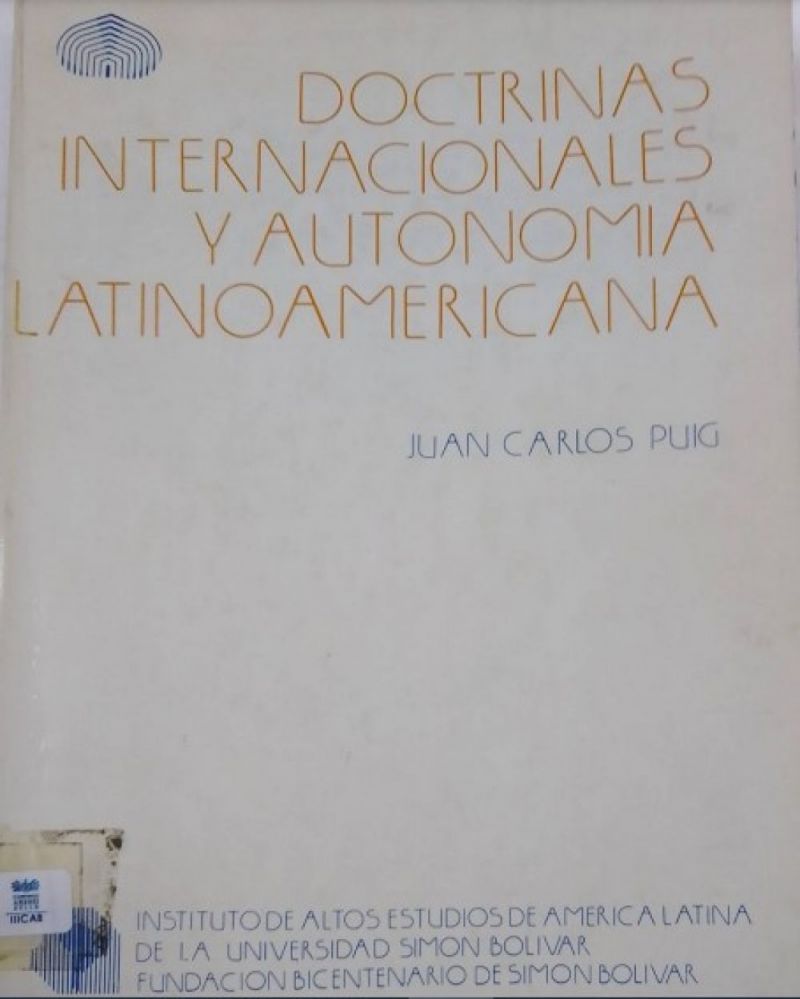 DOCTRINAS
INTERNACIONALES
Y AUTONOMIA
LATINOAMERICANA
JUAN CARLOS PUIG
IIICAB
INSTITUTO DE ALTOS ESTUDIOS DE AMERICA LATINA
DE LA UNIVERSIDAD SIMON BOLIVAR
FUNDACION BICENTENARIO DE SIMON BOLIVAR